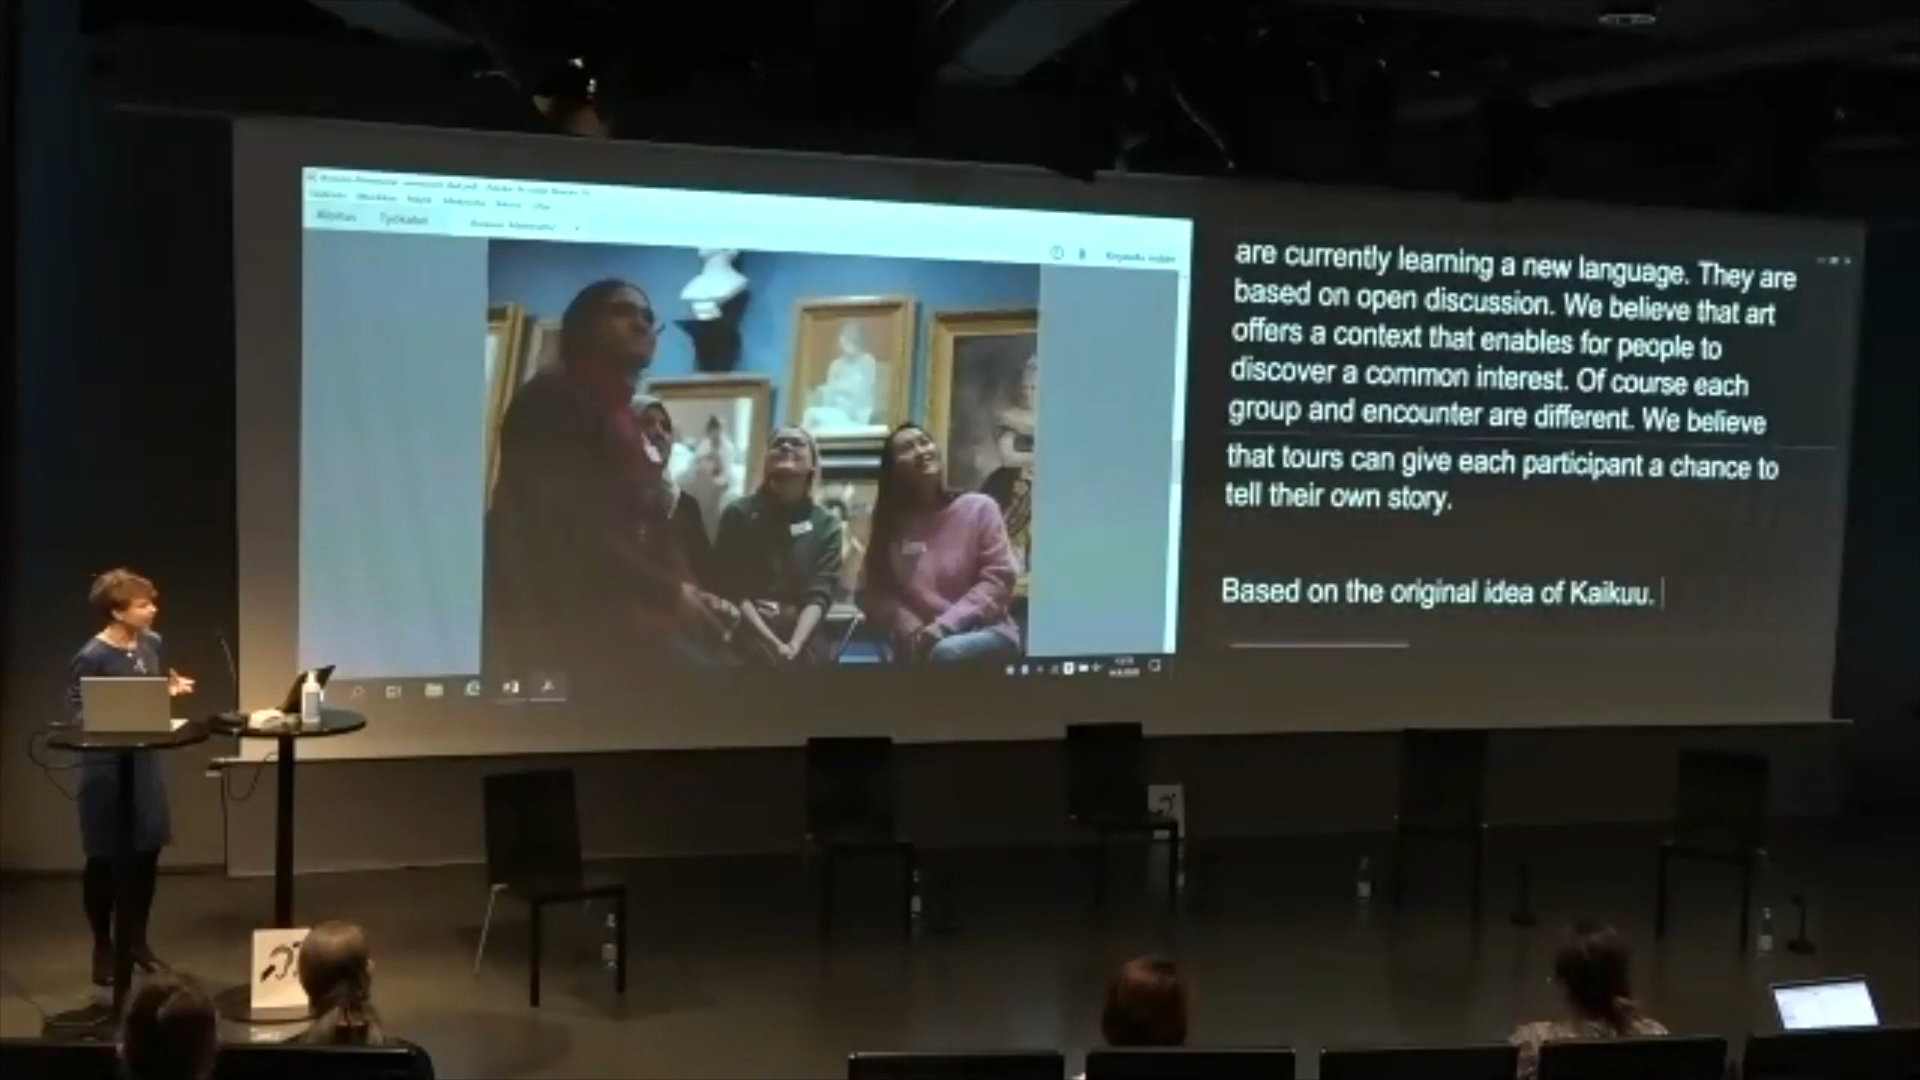 Aloitus Työkalut
are currently learning a new language. They are
based on open discussion. We believe that art
offers a context that enables for people to
discover a common interest. Of course each
group and encounter are different. We believe
that tours can give each participant a chance to
tell their own story.
Based on the original idea of Kaikuu.